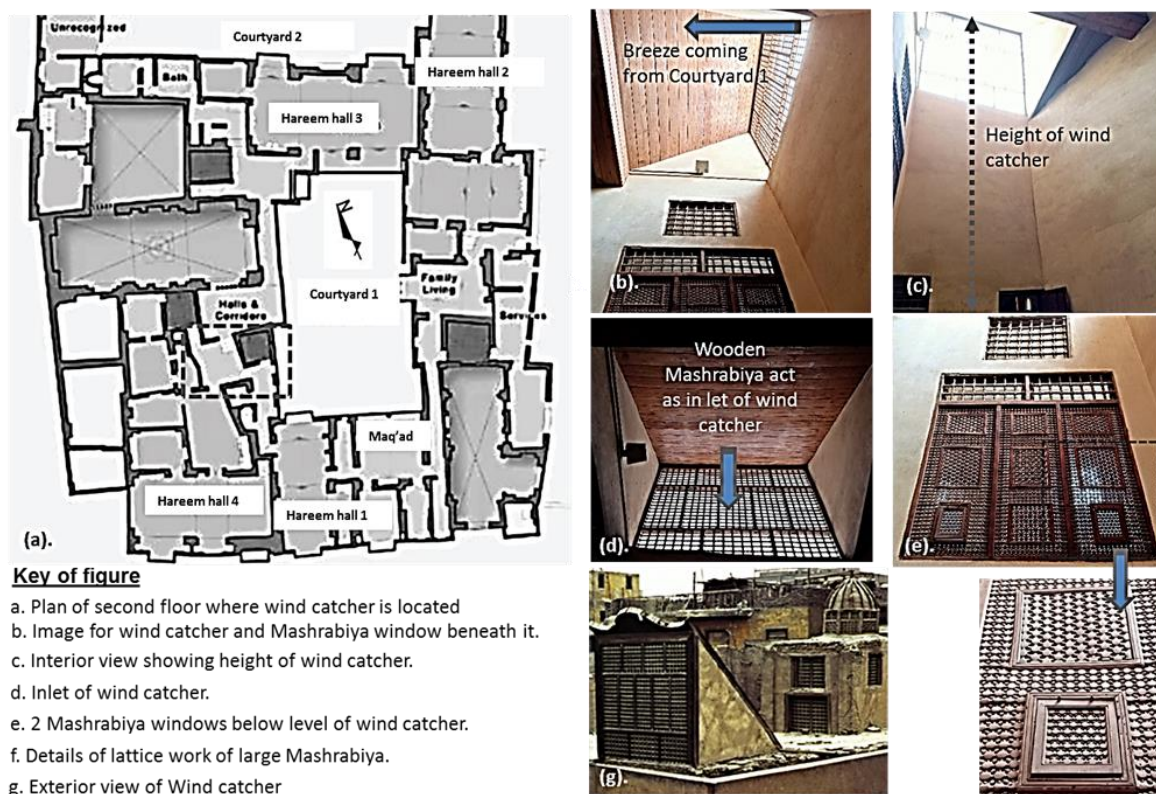 Unrecognized
Courtyard 2
Bath
Hareem hall 2
Hareem hall 3
N
Courtyard 1
Family
Living
Halls &
Corridors
Services
Maq'ad
Hareem hall 4
Hareem hall 1
(a).
Breeze coming
from Courtyard 1
(b).
Height of wind
catcher
(c).
Wooden
Mashrabiya act
as in let of wind
catcher
(d).
(e).
(g).
Key of figure
a. Plan of second floor where wind catcher is located
b. Image for wind catcher and Mashrabiya window beneath it.
c. Interior view showing height of wind catcher.
d. Inlet of wind catcher.
e. 2 Mashrabiya windows below level of wind catcher.
f. Details of lattice work of large Mashrabiya.
g. Exterior view of Wind catcher